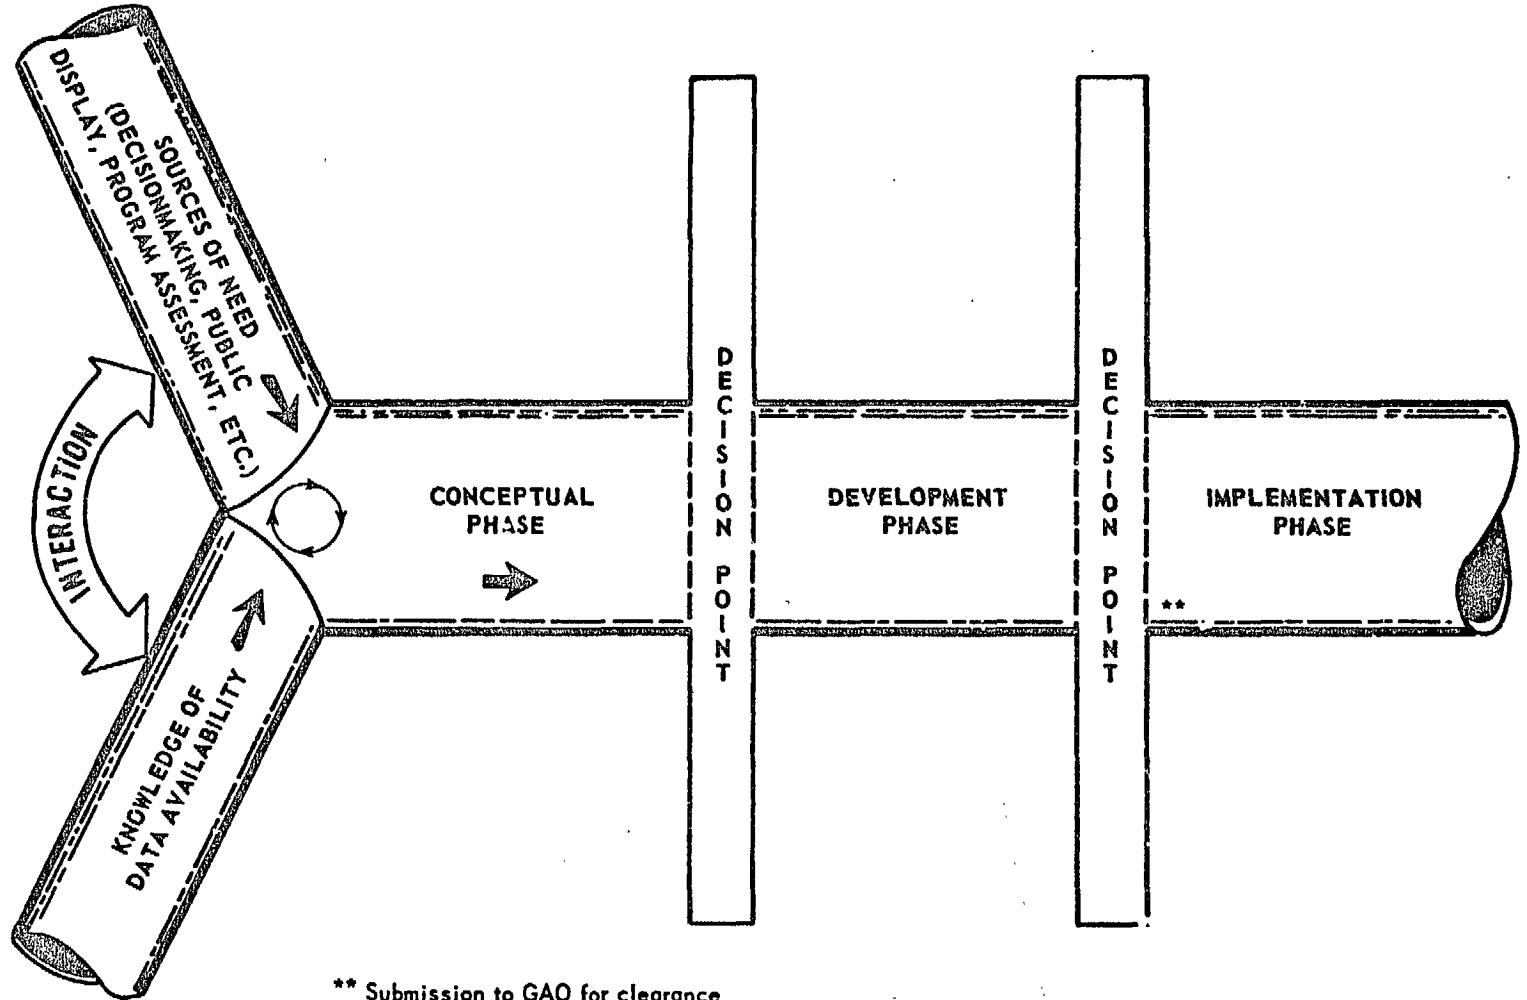 SOURCES OF NEED
(DECISIONMAKING, PUBLIC
DISPLAY, PROGRAM ASSESSMENT, ETC.)
INTERACTION
KNOWLEDGE OF
DATA AVAILABILITY
CONCEPTUAL
PHASE
DECISION POINT
DEVELOPMENT
PHASE
DECISION POINT
IMPLEMENTATION
PHASE
**
** Submission to GAO for clearance